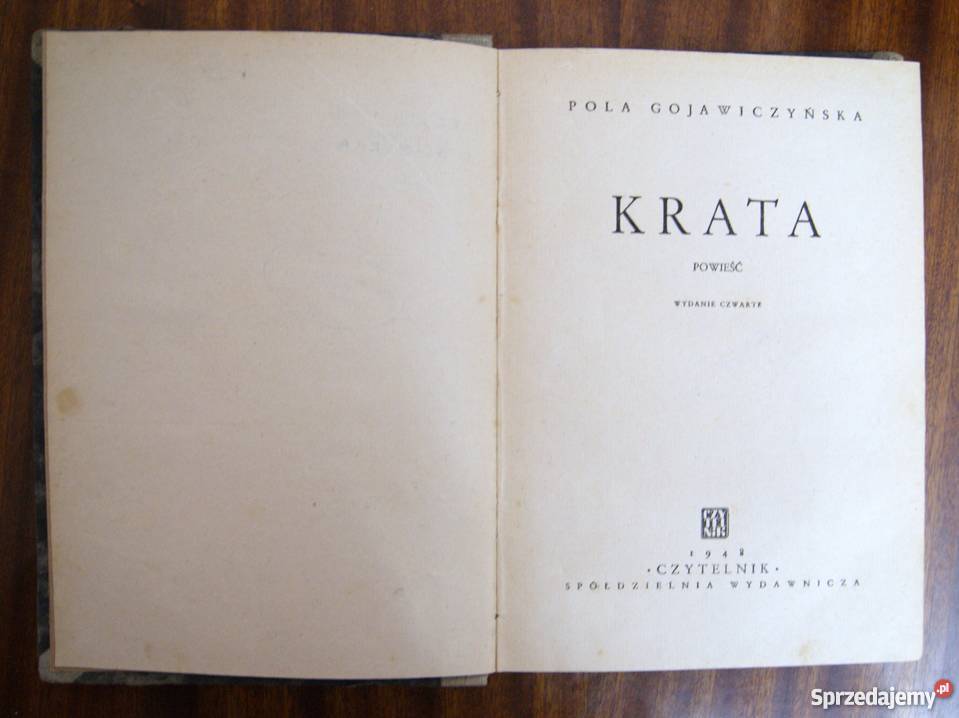 POLA GOJAWICZYŃSKA
KRATA
POWIEŚĆ
WYDANIE CZWARTE
1948
·CZYTELNIK·
SPÓŁDZIELNIA WYDAWNICZA
Sprzedajemy.pl